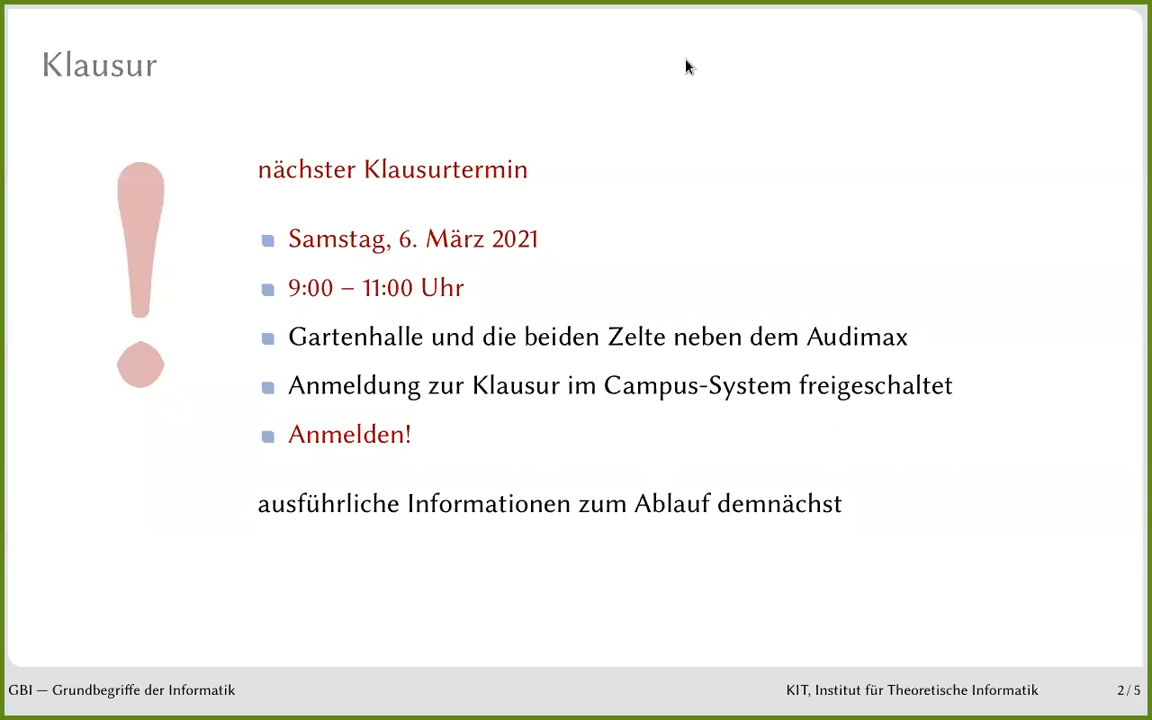 Klausur
!
nächster Klausurtermin
Samstag, 6. März 2021
9:00 – 11:00 Uhr
Gartenhalle und die beiden Zelte neben dem Audimax
Anmeldung zur Klausur im Campus-System freigeschaltet
Anmelden!
ausführliche Informationen zum Ablauf demnächst
GBI — Grundbegriffe der Informatik
KIT, Institut für Theoretische Informatik
2 / 5